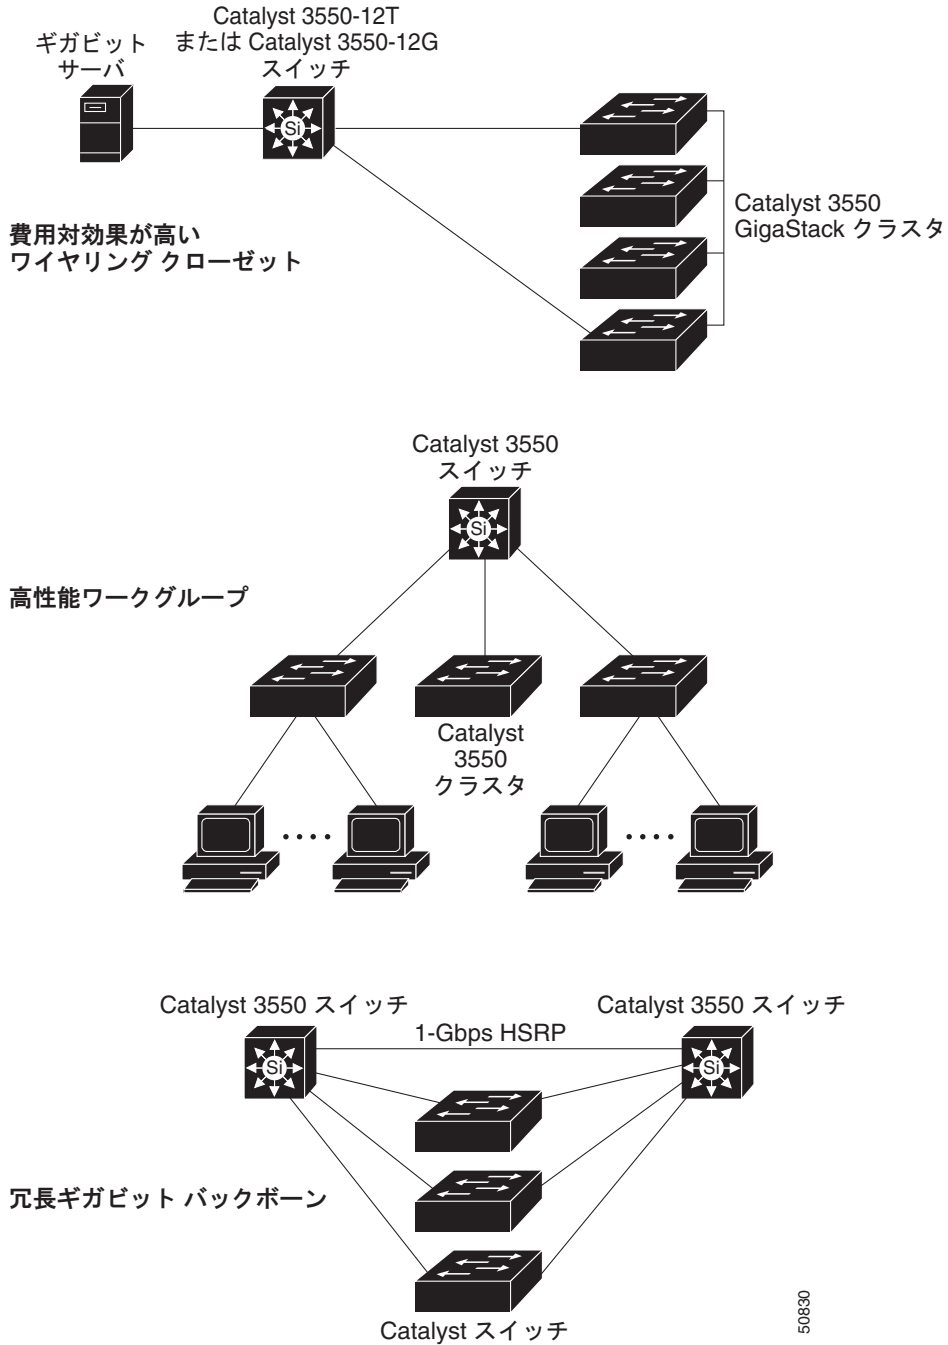 Catalyst 3550-12T
または Catalyst 3550-12G
スイッチ
ギガビット
サーバ
Si
Catalyst 3550
GigaStack クラスタ
費用対効果が高い
ワイヤリング クローゼット
Catalyst 3550
スイッチ
Si
高性能ワークグループ
Catalyst
3550
クラスタ
Catalyst 3550 スイッチ
Catalyst 3550 スイッチ
1-Gbps HSRP
Si
Si
冗長ギガビット バックボーン
Catalyst スイッチ
50830